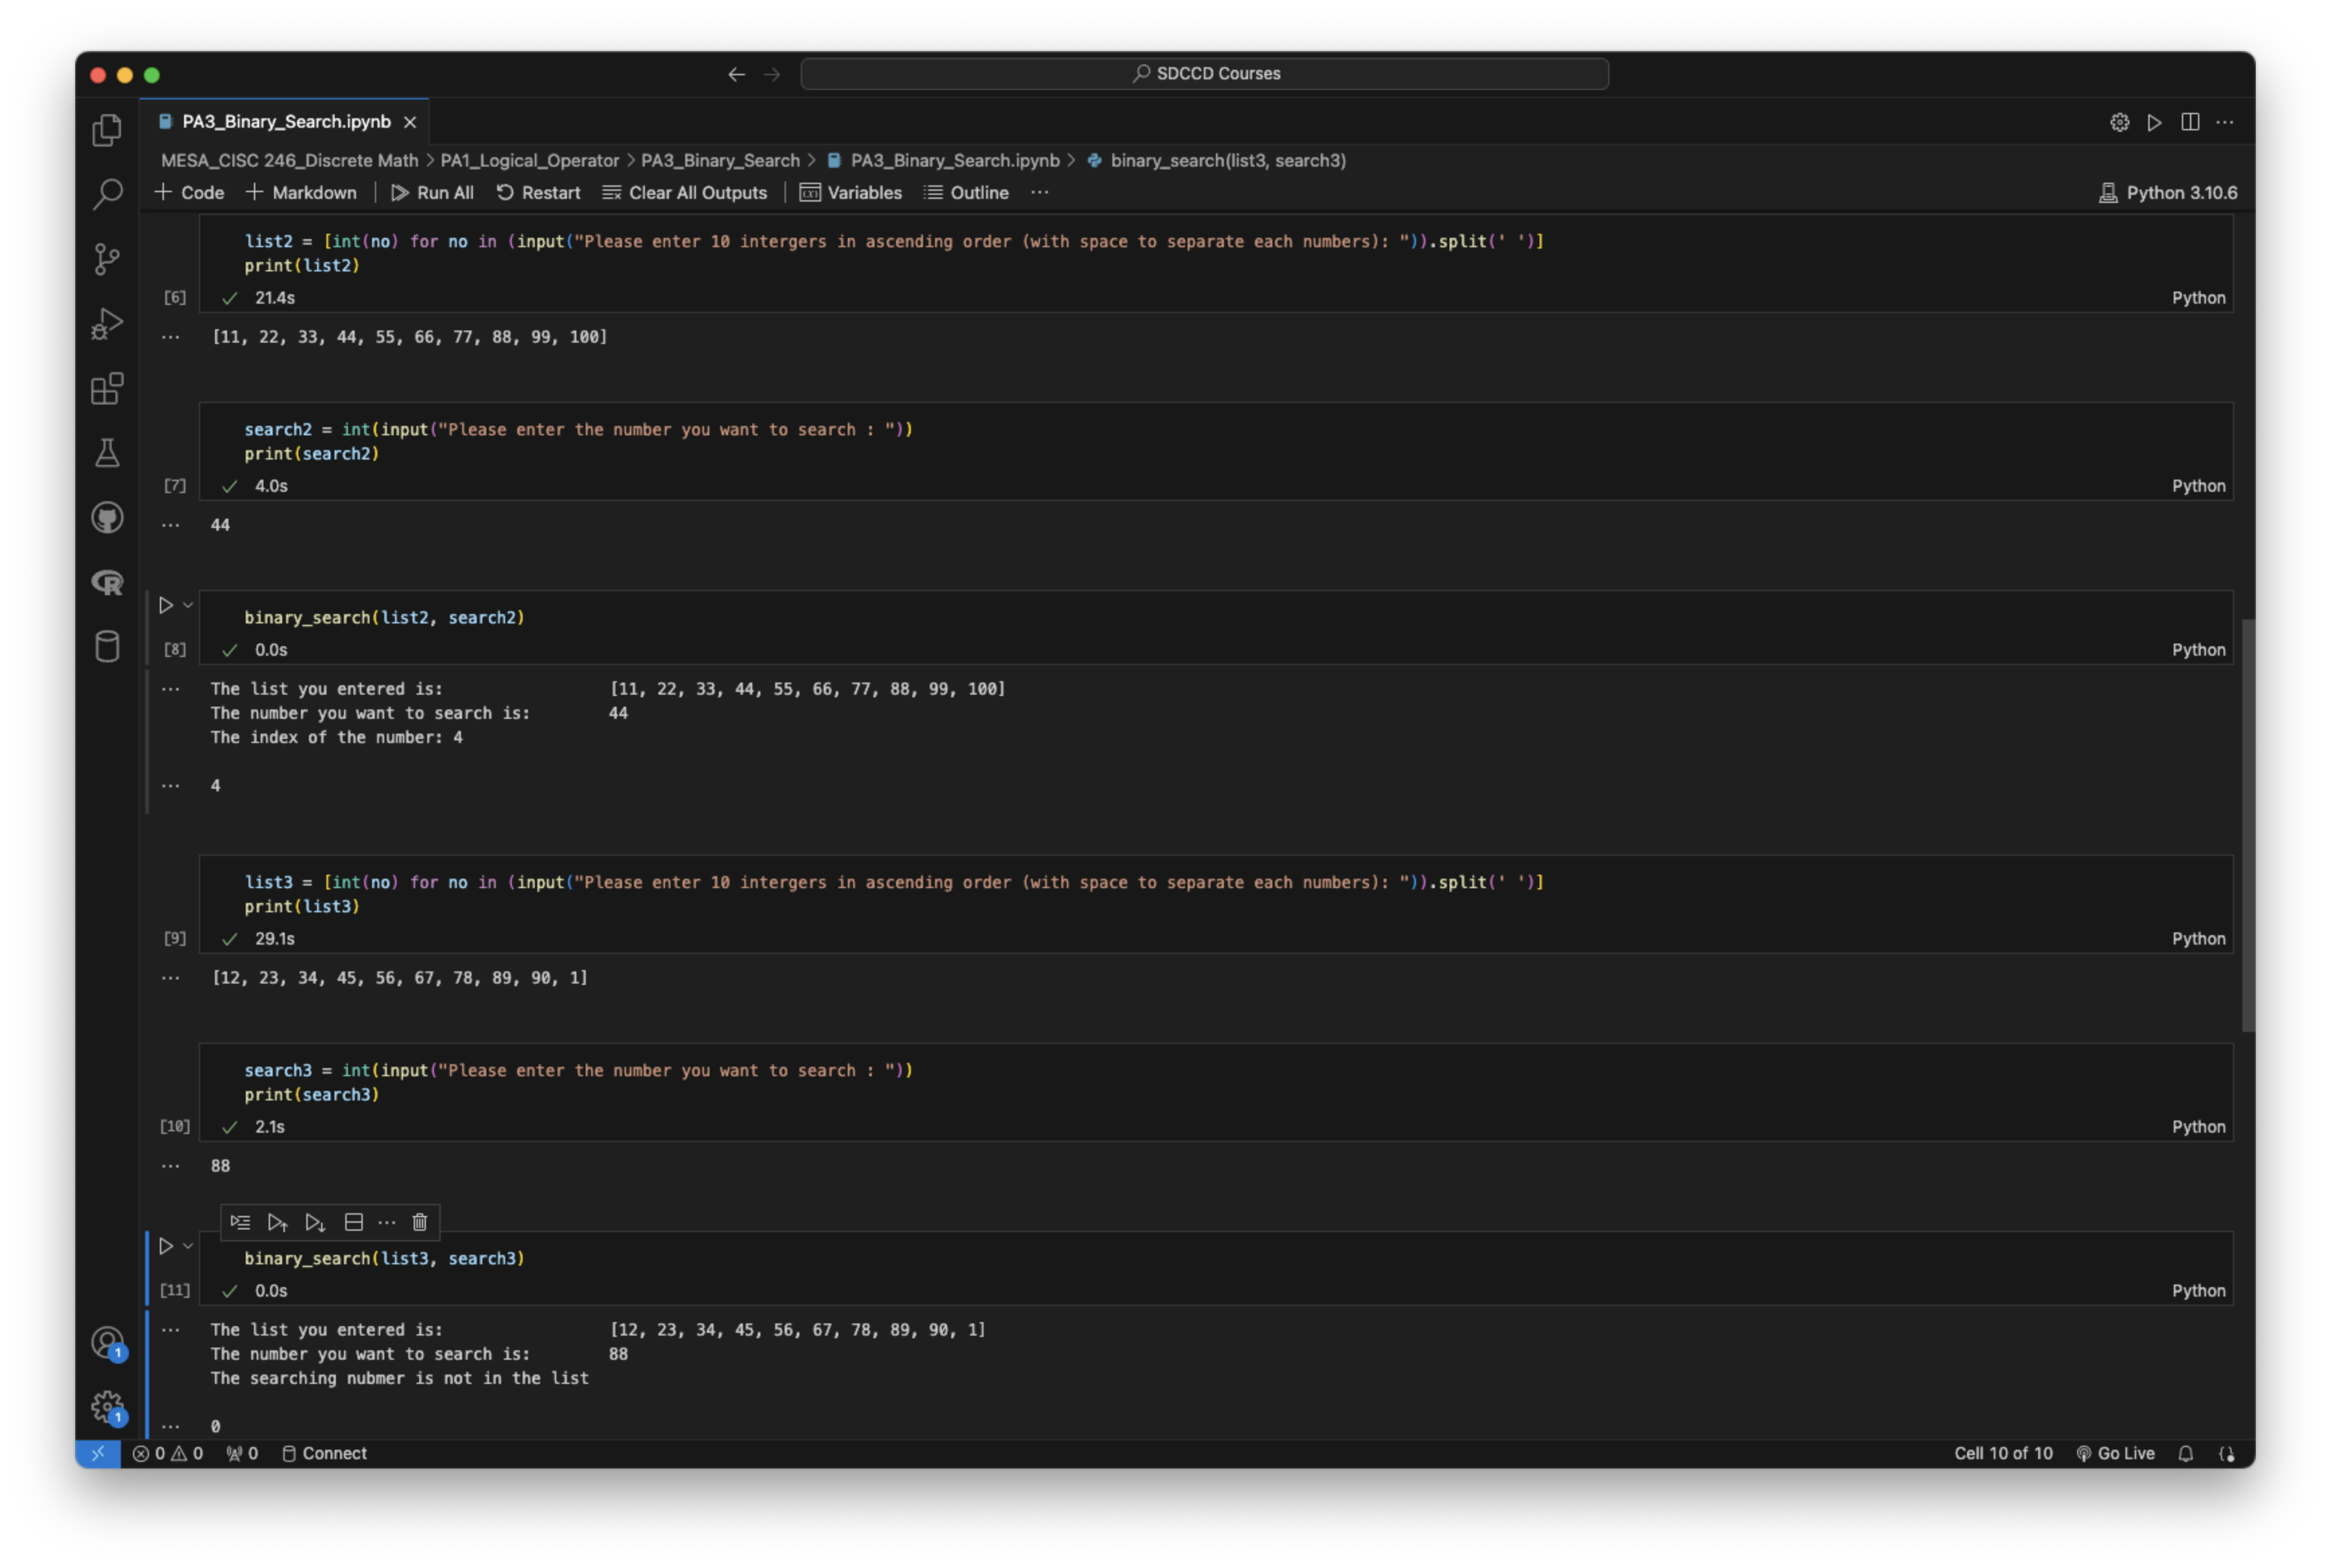 SDCCD Courses
PA3_Binary_Search.ipynb
MESA_CISC 246_Discrete Math > PA1_Logical_Operator > PA3_Binary_Search > PA3_Binary_Search.ipynb > binary_search(list3, search3)
+ Code + Markdown | Run All Restart Clear All Outputs | Variables Outline ... Python 3.10.6
list2 = [int(no) for no in (input("Please enter 10 intergers in ascending order (with space to separate each numbers): ")).split(' ')]
print(list2)
[6] ✓ 21.4s Python
... [11, 22, 33, 44, 55, 66, 77, 88, 99, 100]
search2 = int(input("Please enter the number you want to search : "))
print(search2)
[7] ✓ 4.0s Python
... 44
binary_search(list2, search2)
[8] ✓ 0.0s Python
... The list you entered is: [11, 22, 33, 44, 55, 66, 77, 88, 99, 100]
The number you want to search is: 44
The index of the number: 4
... 4
list3 = [int(no) for no in (input("Please enter 10 intergers in ascending order (with space to separate each numbers): ")).split(' ')]
print(list3)
[9] ✓ 29.1s Python
... [12, 23, 34, 45, 56, 67, 78, 89, 90, 1]
search3 = int(input("Please enter the number you want to search : "))
print(search3)
[10] ✓ 2.1s Python
... 88
binary_search(list3, search3)
[11] ✓ 0.0s Python
... The list you entered is: [12, 23, 34, 45, 56, 67, 78, 89, 90, 1]
The number you want to search is: 88
The searching nubmer is not in the list
... 0
1
1
0 0 0 Connect Cell 10 of 10 Go Live